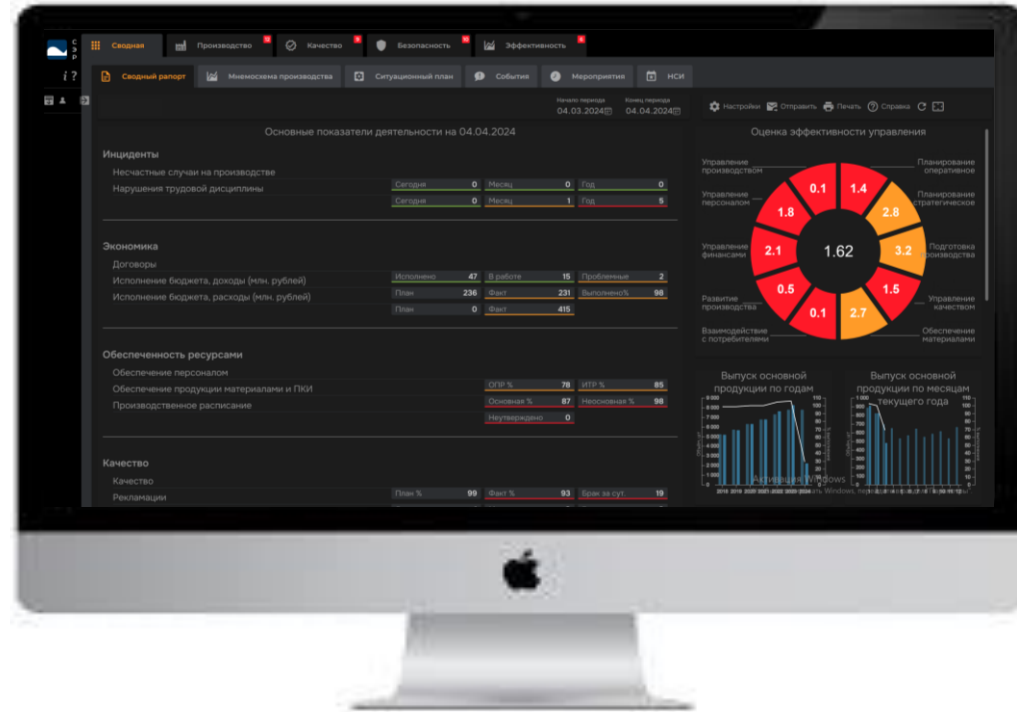 С
Э
Р
Сводная
Производство
Качество
Безопасность
Эффективность
i ?
Сводный рапорт
Мнемосхема производства
Ситуационный план
События
Мероприятия
НСИ
Начало периода
Конец периода
04.03.2024
04.04.2024
Настройки
Отправить
Печать
Справка
Основные показатели деятельности на 04.04.2024
Инциденты
Несчастные случаи на производстве
Нарушения трудовой дисциплины
Сегодня 0 Месяц 0 Год 0
Сегодня 0 Месяц 1 Год 5
Экономика
Договоры
Исполнение бюджета, доходы (млн. рублей)
Исполнение бюджета, расходы (млн. рублей)
Исполнено 47 В работе 15 Проблемные 2
План 236 Факт 231 Выполнено% 98
План 0 Факт 415
Обеспеченность ресурсами
Обеспечение персоналом
Обеспечение продукции материалами и ПКИ
Производственное расписание
ОПР % 78 ИТР % 85
Основная % 87 Неосновная % 98
Неутверждено 0
Качество
Качество
Рекламации
План % 99 Факт % 93 Брак за сут. 19
Оценка эффективности управления
Управление
производством
Управление
персоналом
Управление
финансами
Развитие
производства
Взаимодействие
с потребителями
0.1
1.4
1.8
2.8
2.1
1.62
3.2
0.5
1.5
0.1
2.7
Планирование
оперативное
Планирование
стратегическое
Подготовка
производства
Управление
качеством
Обеспечение
материалами
Выпуск основной
продукции по годам
Выпуск основной
продукции по месяцам
текущего года
Активация Windows